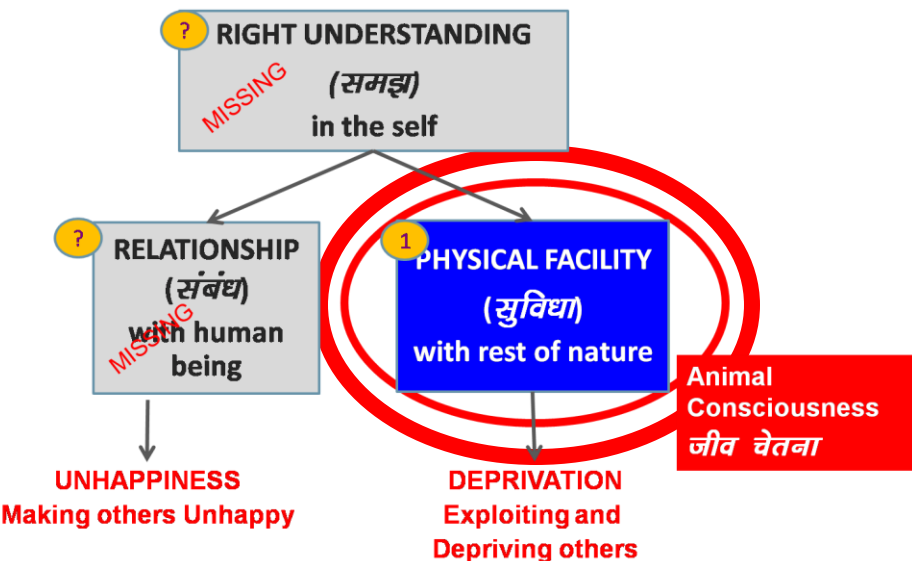 ?
RIGHT UNDERSTANDING
MISSING
(समझ)
in the self
?
RELATIONSHIP
(संबंध)
MISSING
with human
being
1
PHYSICAL FACILITY
(सुविधा)
with rest of nature
Animal
Consciousness
जीव चेतना
UNHAPPINESS
Making others Unhappy
DEPRIVATION
Exploiting and
Depriving others